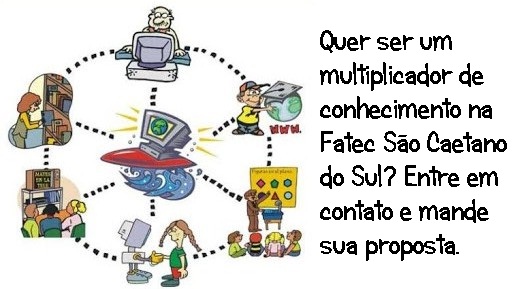 Quer ser um
multiplicador de
conhecimento na
Fatec São Caetano
do Sul? Entre em
contato e mande
sua proposta.
WWW.
MATES
EN LA
TELE
Figuras en el plano